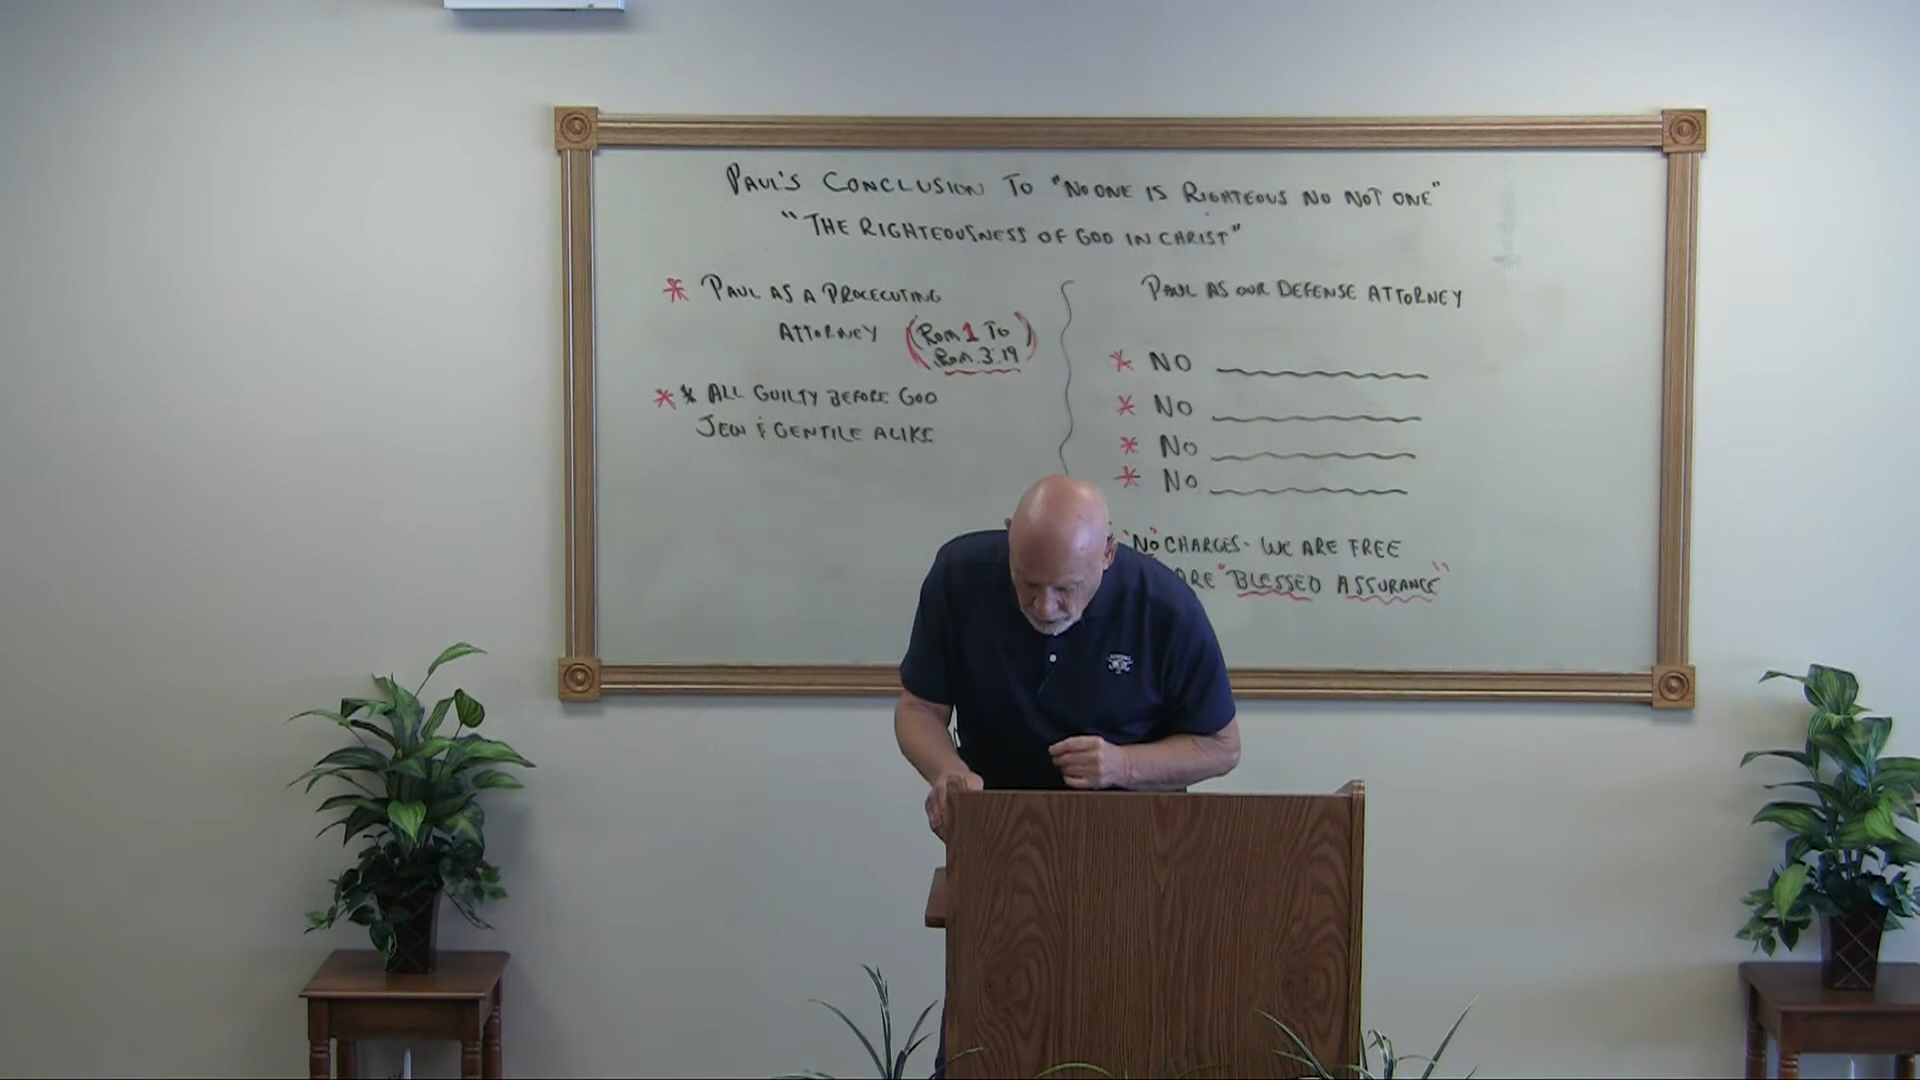 PAUL'S CONCLUSION TO "NO ONE IS RIGHTEOUS NO NOT ONE"
"THE RIGHTEOUSNESS OF GOD IN CHRIST"
* PAUL AS A PROCECUTING
ATTORNEY (Rom 1 To
Rom. 3:19)
* * ALL GUILTY BEFORE GOD
JEW & GENTILE ALIKE
PAUL AS OUR DEFENSE ATTORNEY
* NO
* NO
* NO
* NO
"NO" CHARGES - WE ARE FREE
ARE "BLESSED ASSURANCE"